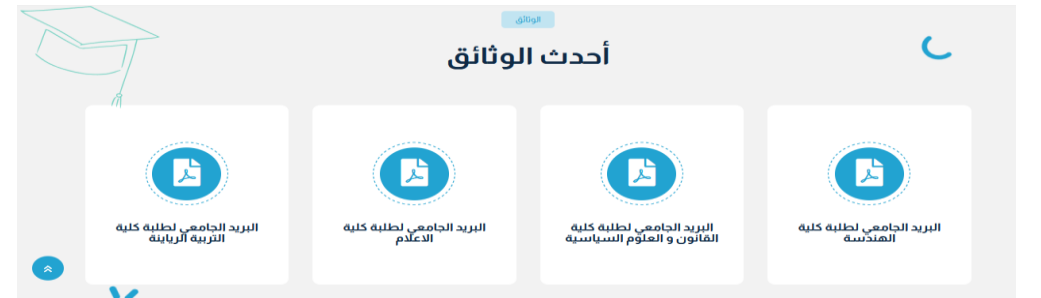 الوثائق
أحدث الوثائق
البريد الجامعي لطلبة كلية
الهندسة
البريد الجامعي لطلبة كلية
القانون و العلوم السياسية
البريد الجامعي لطلبة كلية
الاعلام
البريد الجامعي لطلبة كلية
التربية الرياينة